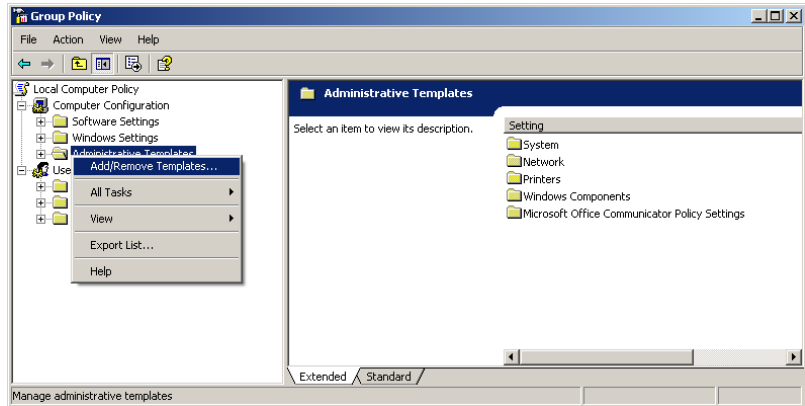 Group Policy
File Action View Help
Local Computer Policy
Computer Configuration
Software Settings
Windows Settings
Administrative Templates
Use
Add/Remove Templates...
All Tasks
View
Export List...
Help
Administrative Templates
Select an item to view its description.
Setting
System
Network
Printers
Windows Components
Microsoft Office Communicator Policy Settings
Extended Standard
Manage administrative templates